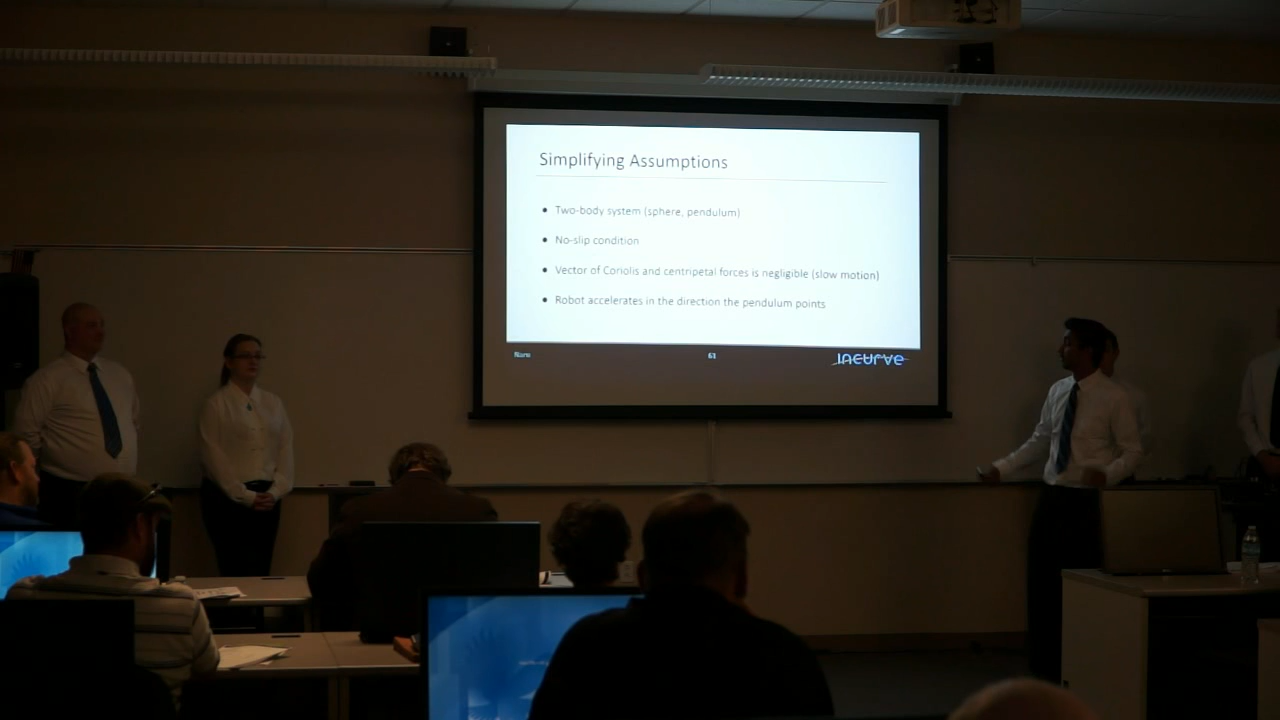 Simplifying Assumptions
• Two-body system (sphere, pendulum)
• No-slip condition
• Vector of Coriolis and centripetal forces is negligible (slow motion)
• Robot accelerates in the direction the pendulum points
61
INCURVE